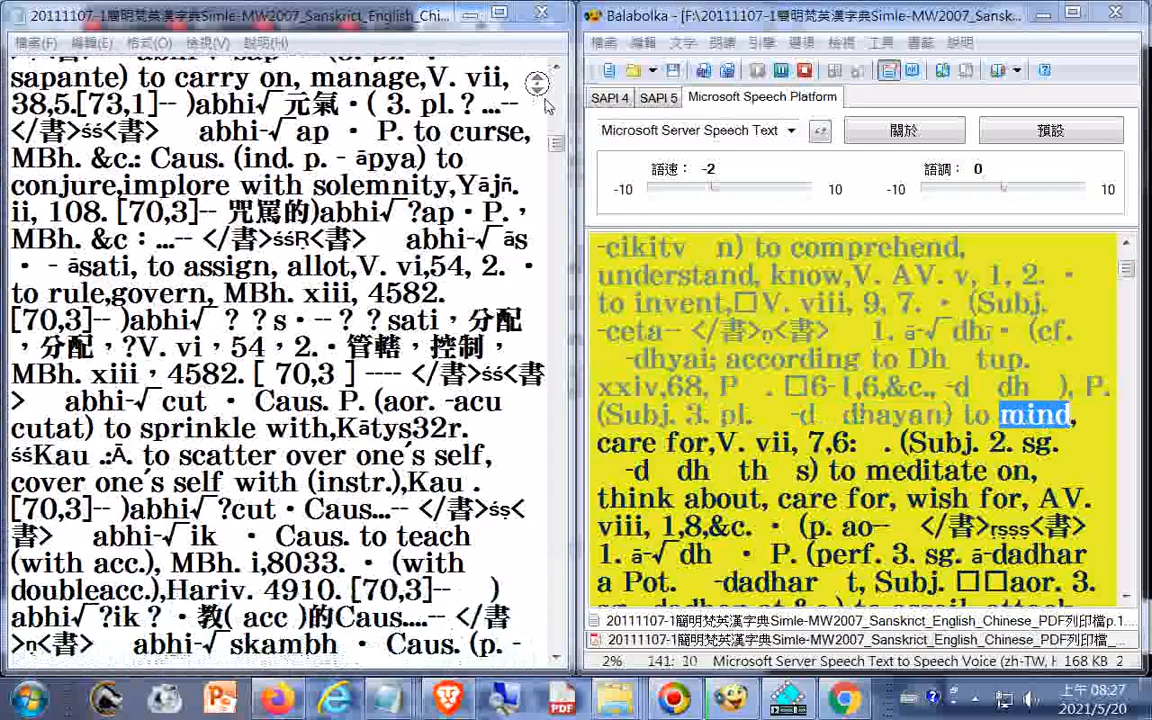 20111107-1簡明梵英漢字典Simle-MW2007_Sanskrict_English_Chi...
檔案(F) 編輯(E) 格式(O) 檢視(V) 說明(H)
sapante) to carry on, manage,V. vii,
38,5.[73,1]-- )abhi√元氣・( 3. pl. ? ...--
</書>śś<書> abhi-√ap ・ P. to curse,
MBh. &c.: Caus. (ind. p. - āpya) to
conjure,implore with solemnity,Yājñ.
ii, 108. [70,3]-- 咒罵的)abhi√?ap・P.，
MBh. &c：...-- </書>śśṚ<書> abhi-√ās
・ - āsati, to assign, allot,V. vi,54, 2. ・
to rule,govern, MBh. xiii, 4582.
[70,3]-- )abhi√ ? ?s・-- ? ?sati，分配
，分配，?V. vi，54，2.・管轄，控制，
MBh. xiii，4582. [ 70,3 ] ---- </書>śś<書
> abhi-√cut ・ Caus. P. (aor. -acu
cutat) to sprinkle with,Kātys32r.
śśKau .:Ā. to scatter over one's self,
cover one's self with (instr.),Kau .
[70,3]-- )abhi√ ?cut・Caus...-- </書>śṣ<
書> abhi-√ik ・ Caus. to teach
(with acc.), MBh. i,8033. ・ (with
doubleacc.),Hariv. 4910. [70,3]-- )
abhi√?ik ?・教( acc )的Caus.... -- </書
>ṇ<書> abhi-√skambh ・ Caus. (p. -
Balabolka - [F:\20111107-1簡明梵英漢字典Simle-MW2007_Sansk...
檔案 編輯 文字 朗讀 引擎 選項 檢視 工具 書籤 說明
SAPI 4 SAPI 5 Microsoft Speech Platform
Microsoft Server Speech Text 關於 預設
語速： -2 語調： 0
-10 10 -10 10
-cikitv n) to comprehend,
understand, know,V. AV. v, 1, 2. ・
to invent,□V. viii, 9, 7. ・ (Subj.
-ceta-- </書>ṇ<書> 1. ā-√dhī・ (cf.
-dhyai; according to Dh tup.
xxiv,68, P . □6-1,6,&c., -d dh ), P.
(Subj. 3. pl. -d dhayan) to mind,
care for,V. vii, 7,6: . (Subj. 2. sg.
-d dh th s) to meditate on,
think about, care for, wish for, AV.
viii, 1,8,&c. ・ (p. ao-- </書>ṛṣṣṣ<書>
1. ā-√dh ・ P. (perf. 3. sg. ā-dadhar
a Pot. -dadhar t, Subj. □□aor. 3.
20111107-1簡明梵英漢字典Simle-MW2007_Sanskrict_English_Chinese_PDF列印檔p.1...
20111107-1簡明梵英漢字典Simle-MW2007_Sanskrict_English_Chinese_PDF列印檔...
2% 141: 10 Microsoft Server Speech Text to Speech Voice (zh-TW, H 168 KB 2
上午 08:27
2021/5/20